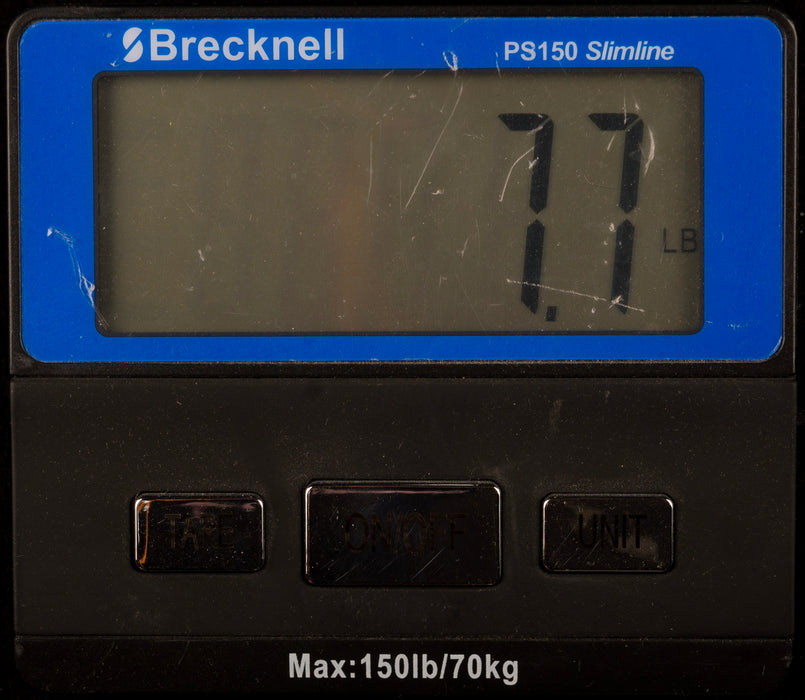 Brecknell
PS150 Slimline
7.7 LB
TARE ON/OFF UNIT
Max:150lb/70kg